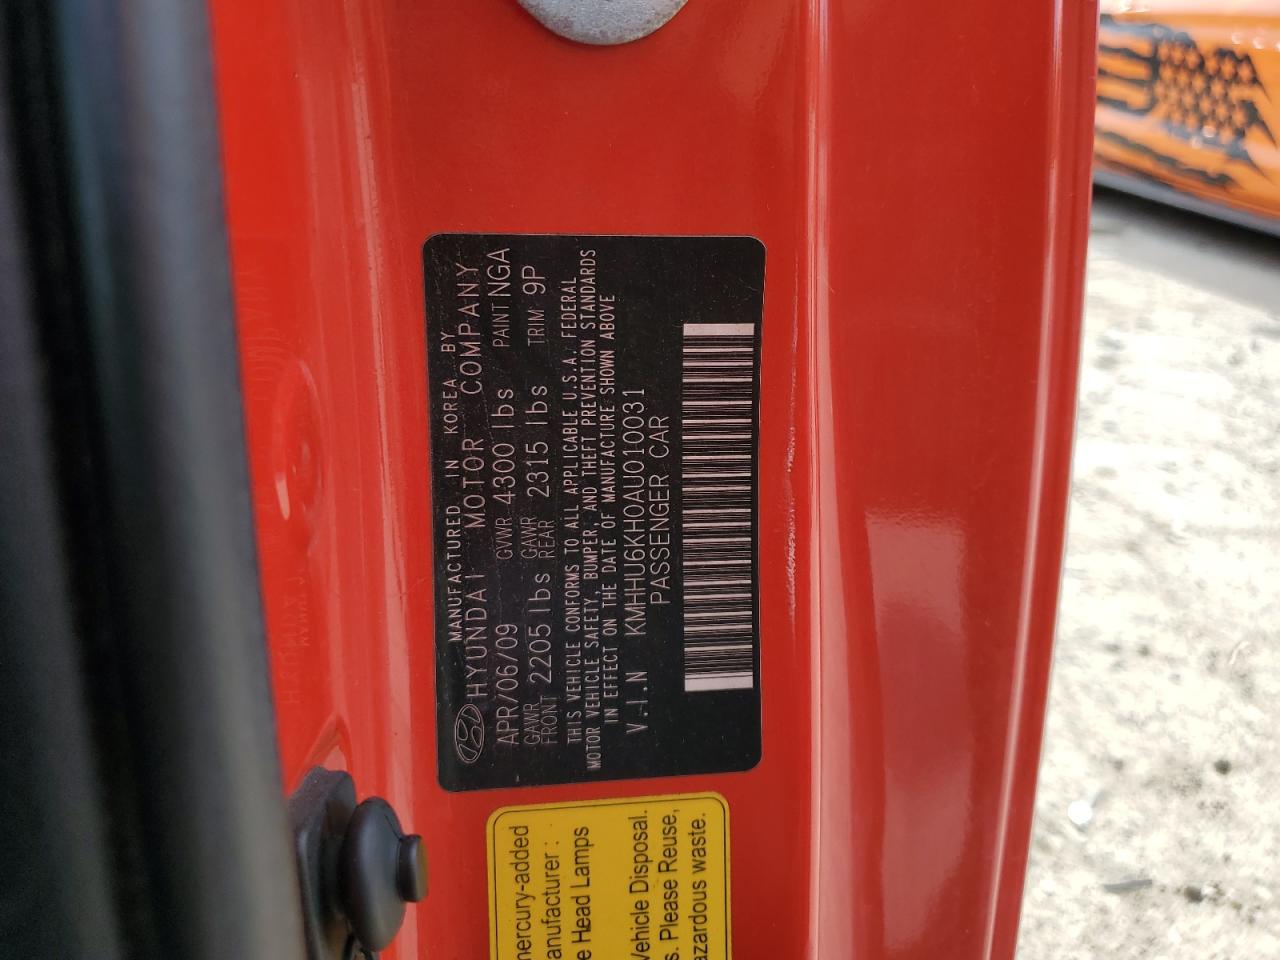 MANUFACTURED IN KOREA BY
HYUNDAI MOTOR COMPANY
APR/06/09 GVWR 4300 lbs PAINT NGA
GAWR FRONT 2205 lbs GAWR REAR 2315 lbs TRIM 9P
THIS VEHICLE CONFORMS TO ALL APPLICABLE U.S.A. FEDERAL
MOTOR VEHICLE SAFETY, BUMPER, AND THEFT PREVENTION STANDARDS
IN EFFECT ON THE DATE OF MANUFACTURE SHOWN ABOVE
V.I.N KMHHU6KH0AU010031
PASSENGER CAR
mercury-added
anufacturer :
e Head Lamps
Vehicle Disposal.
s. Please Reuse,
azardous waste.